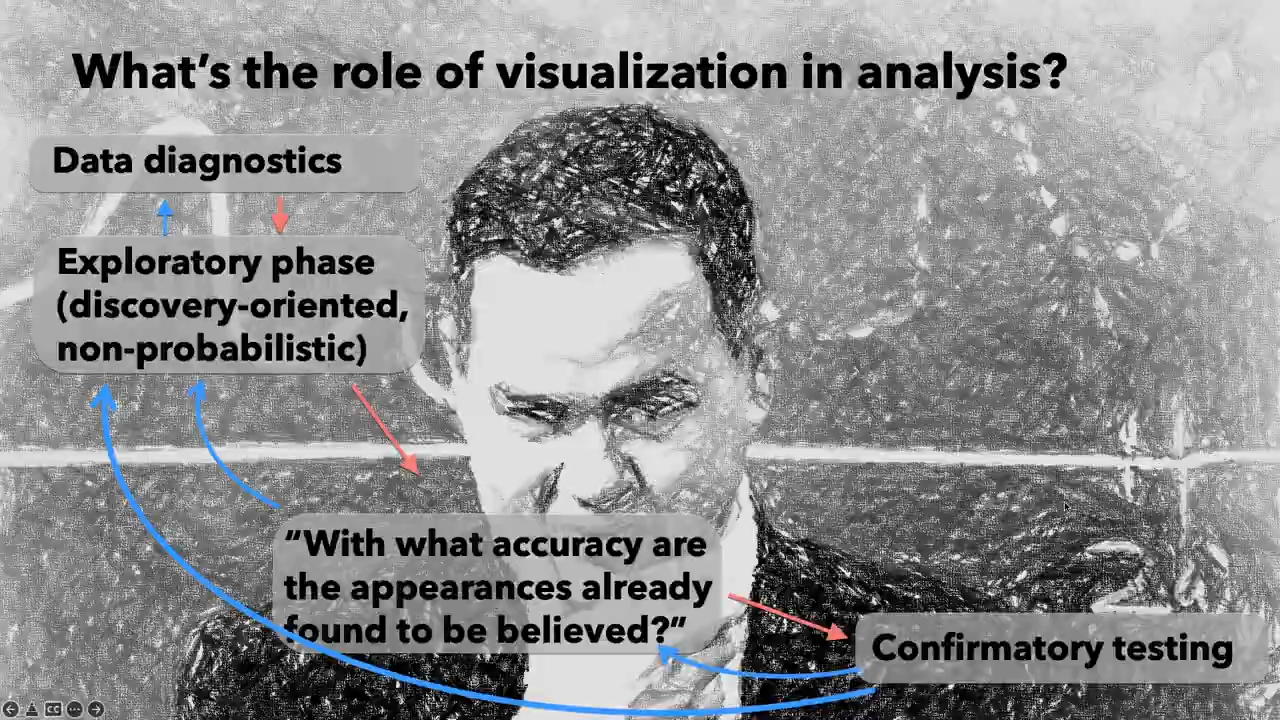 What’s the role of visualization in analysis?
Data diagnostics
Exploratory phase
(discovery-oriented,
non-probabilistic)
“With what accuracy are
the appearances already
found to be believed?”
Confirmatory testing
CC